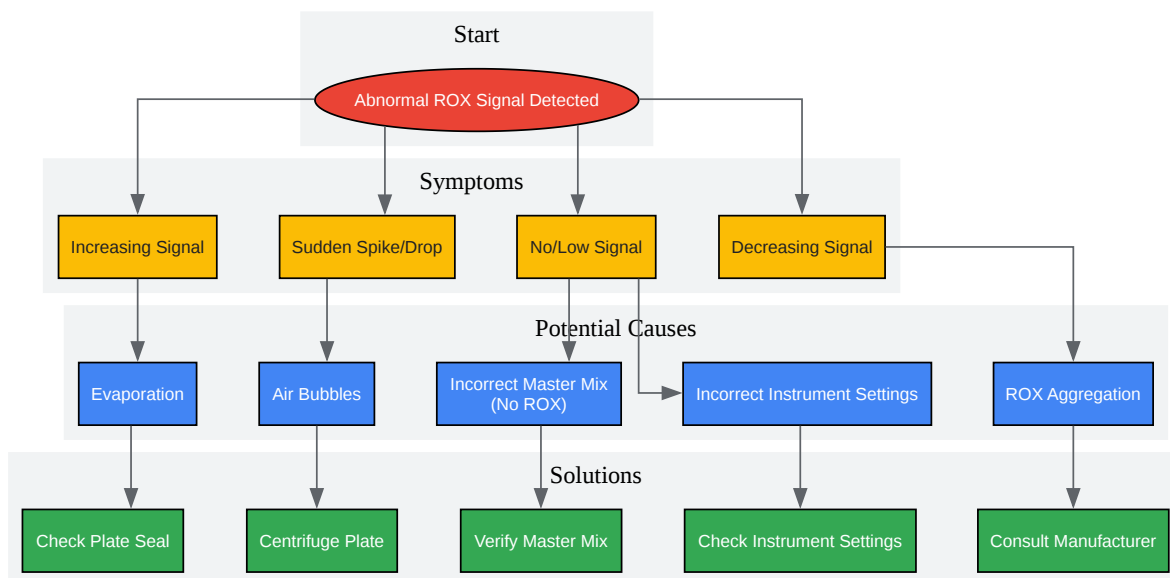 Start
Abnormal ROX Signal Detected
Symptoms
Increasing Signal
Sudden Spike/Drop
No/Low Signal
Decreasing Signal
Potential Causes
Evaporation
Air Bubbles
Incorrect Master Mix
(No ROX)
Incorrect Instrument Settings
ROX Aggregation
Solutions
Check Plate Seal
Centrifuge Plate
Verify Master Mix
Check Instrument Settings
Consult Manufacturer